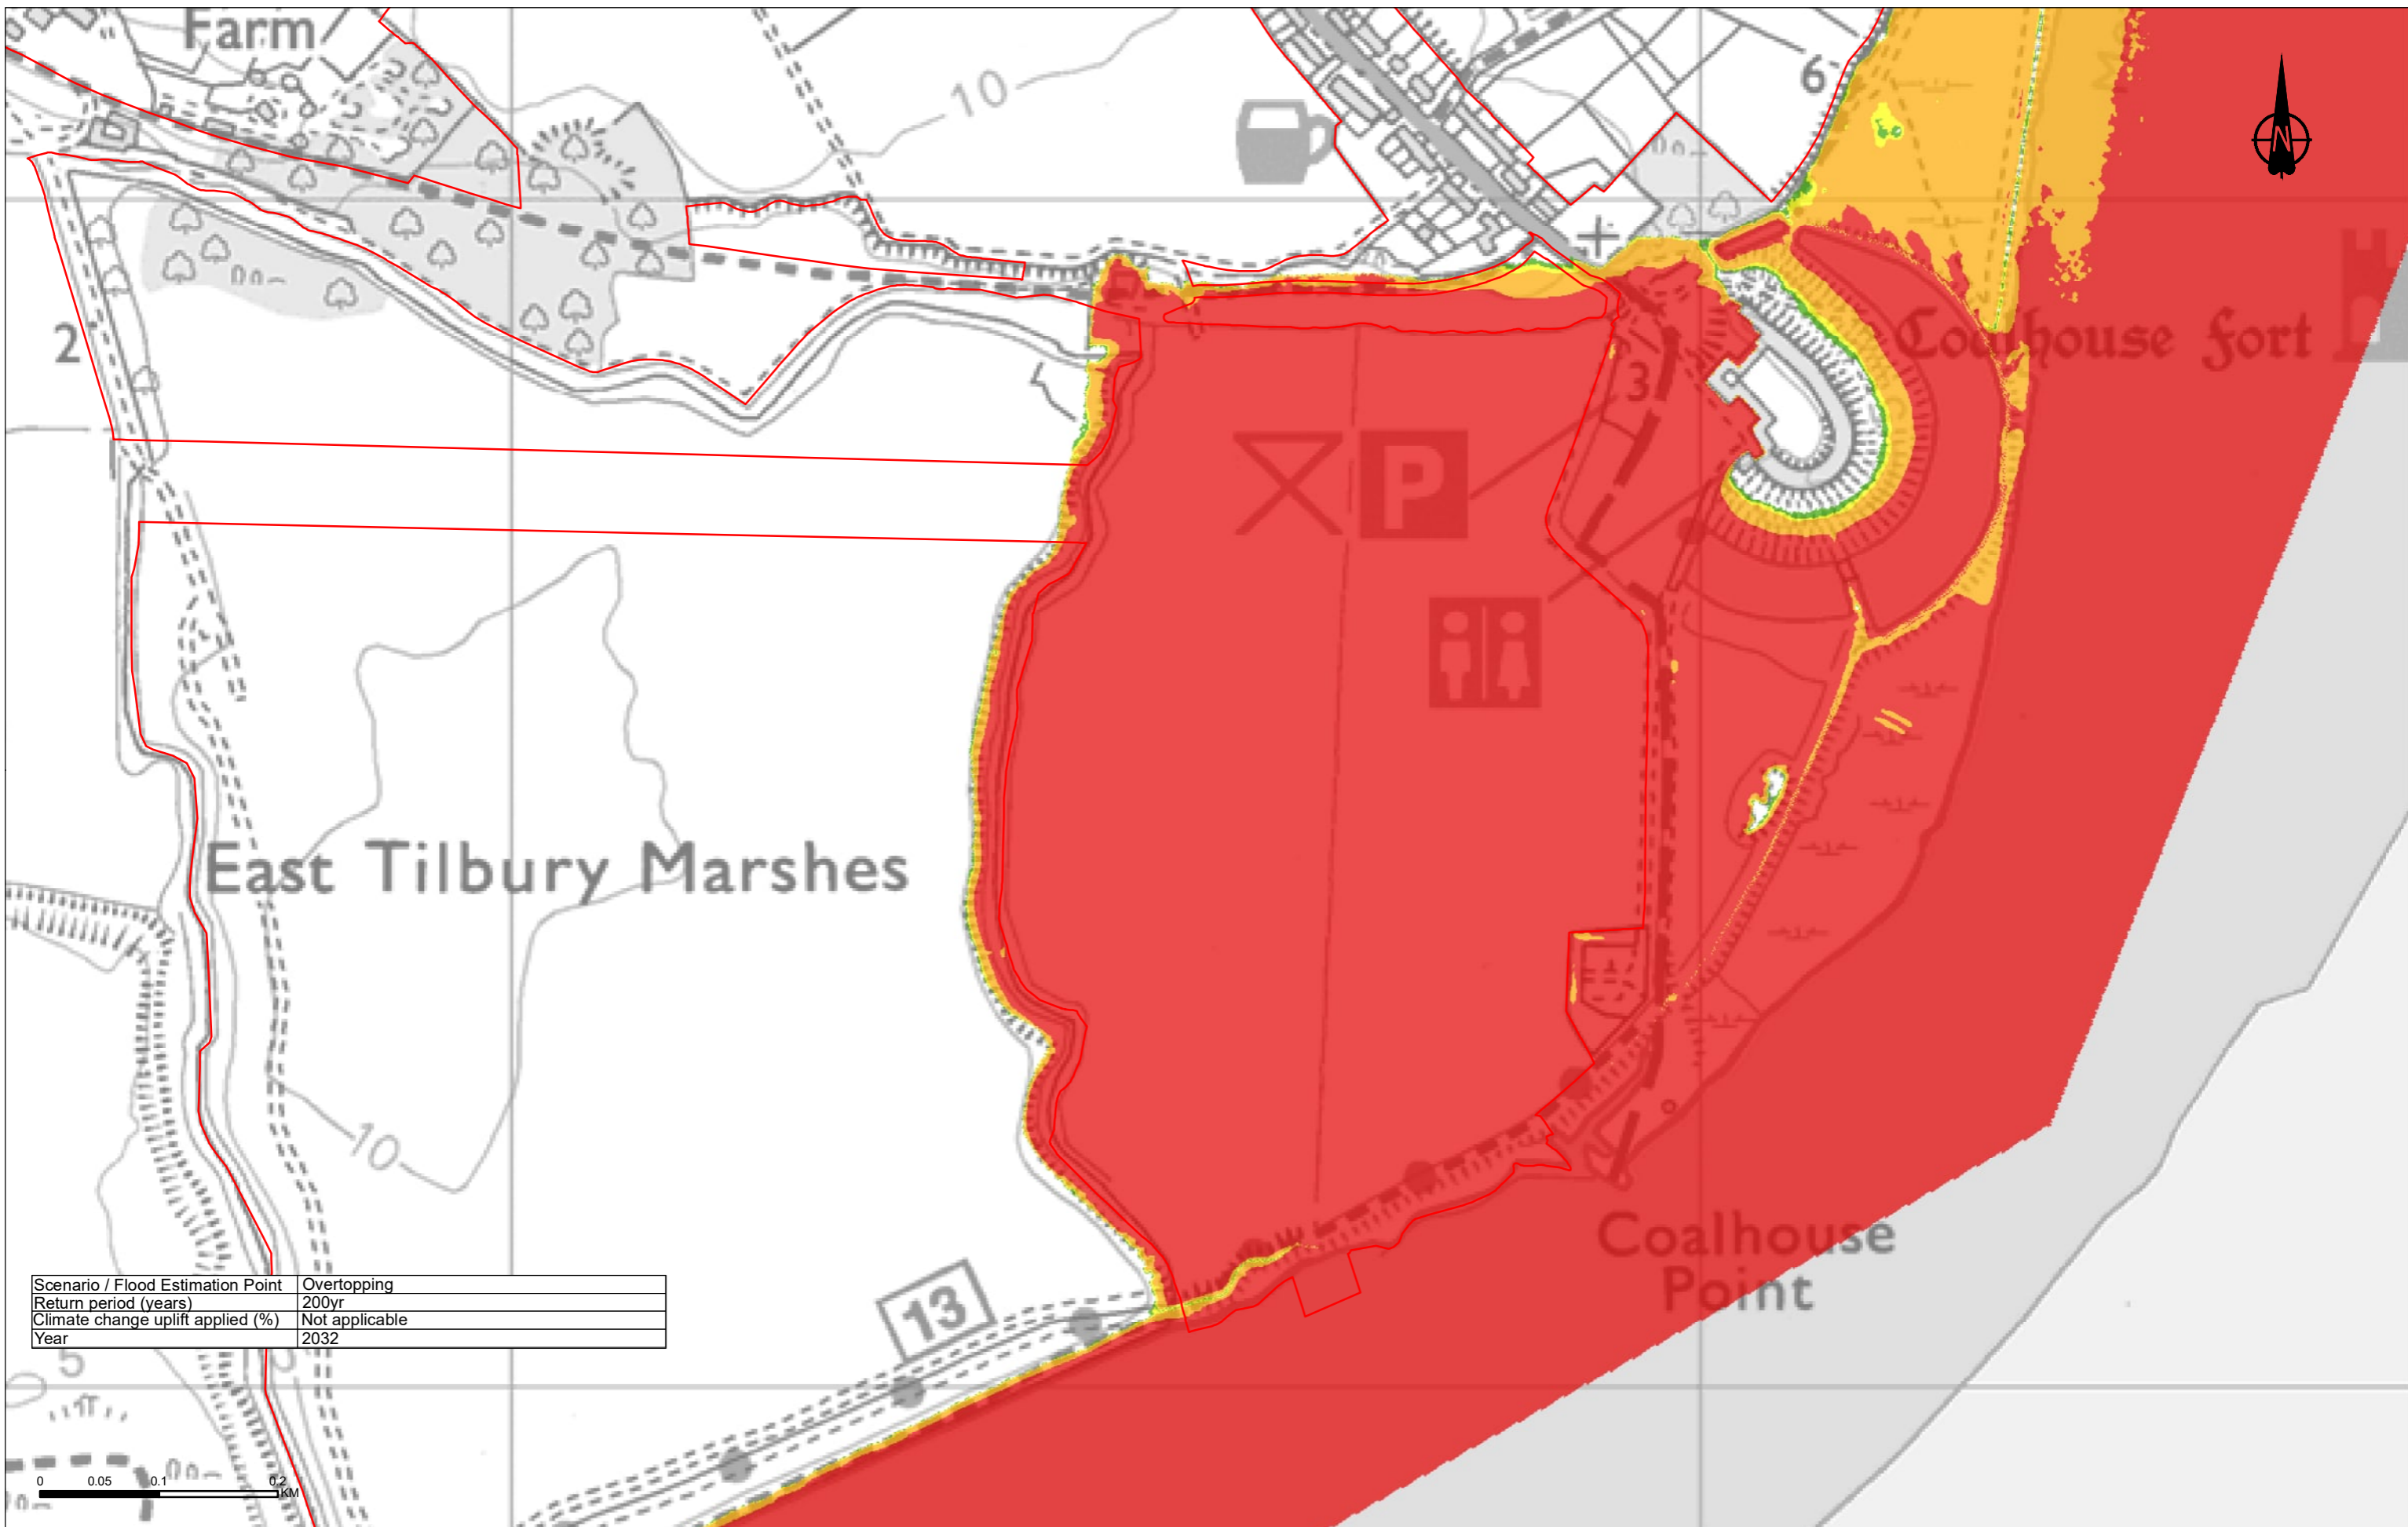 Farm
10
6
N
2
Coalhouse Fort
3
P
East Tilbury Marshes
10
Coalhouse
Point
13
Scenario / Flood Estimation Point Overtopping
Return period (years) 200yr
Climate change uplift applied (%) Not applicable
Year 2032
5
0 0.05 0.1 0.2
KM